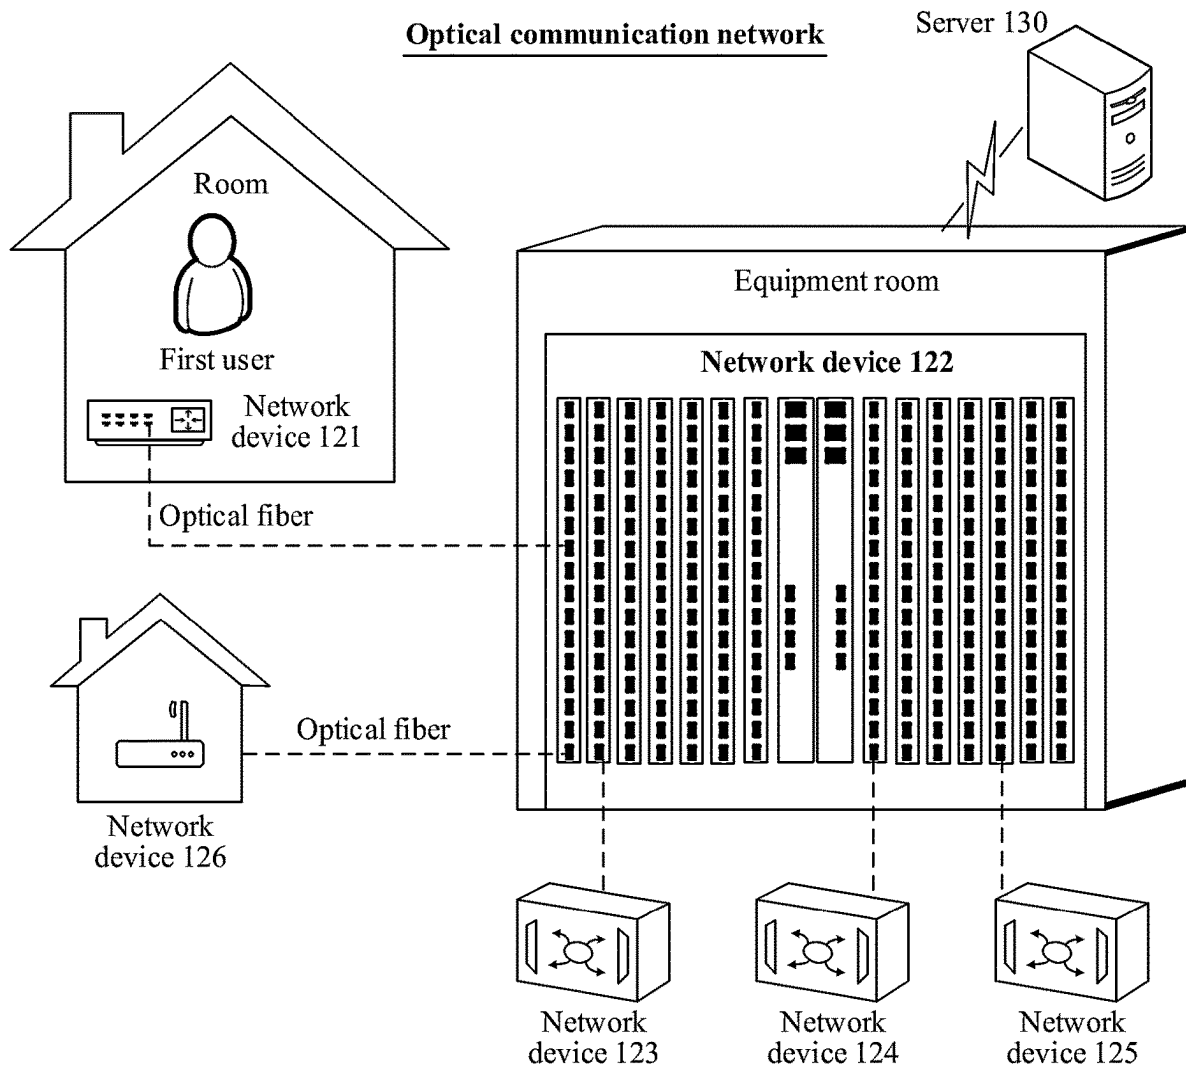 Optical communication network
Server 130
Room
First user
Network
device 121
Optical fiber
Equipment room
Network device 122
Optical fiber
Network
device 126
Network
device 123
Network
device 124
Network
device 125